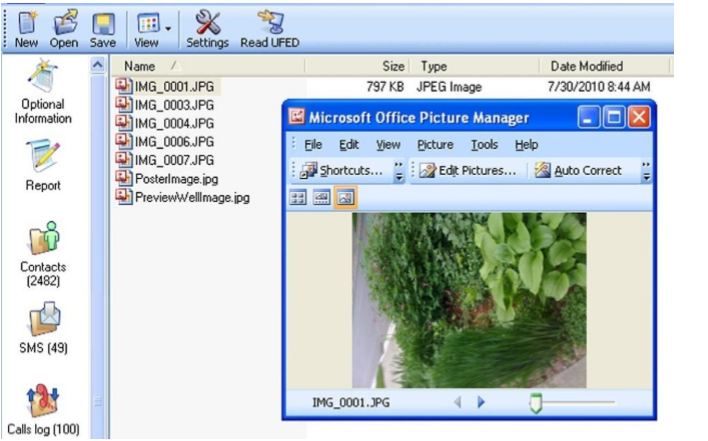 New Open Save View Settings Read UFED
Name Size Type Date Modified
IMG_0001.JPG 797 KB JPEG Image 7/30/2010 8:44 AM
IMG_0003.JPG
IMG_0004.JPG
IMG_0006.JPG
IMG_0007.JPG
PosterImage.jpg
PreviewWellImage.jpg
Optional
Information
Report
Contacts
(2482)
SMS (49)
Calls log (100)
Microsoft Office Picture Manager
File Edit View Picture Tools Help
Shortcuts... Edit Pictures... Auto Correct
IMG_0001.JPG